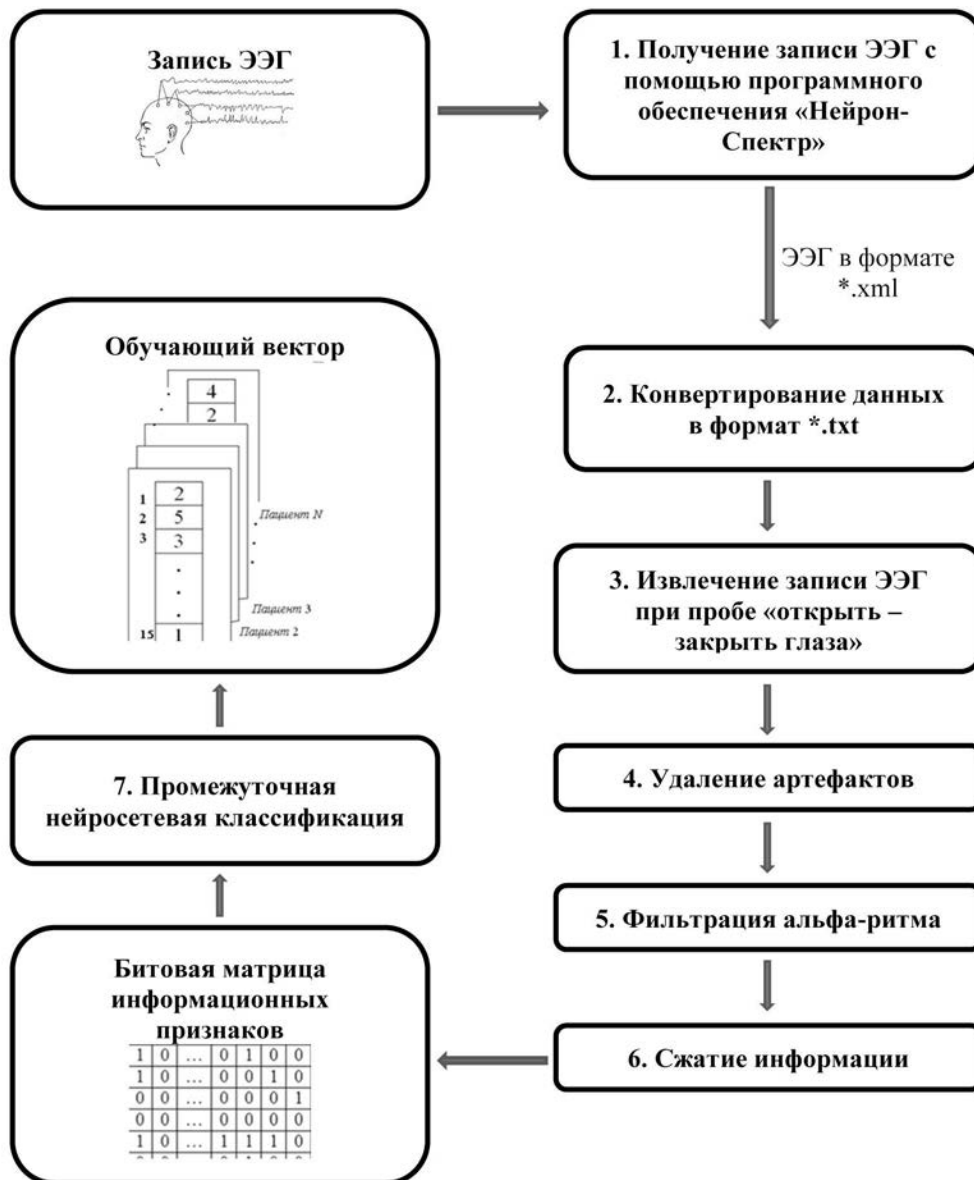 Запись ЭЭГ
1. Получение записи ЭЭГ с
помощью программного
обеспечения «Нейрон-
Спектр»
ЭЭГ в формате
*.xml
2. Конвертирование данных
в формат *.txt
3. Извлечение записи ЭЭГ
при пробе «открыть –
закрыть глаза»
4. Удаление артефактов
5. Фильтрация альфа-ритма
6. Сжатие информации
Битовая матрица
информационных
признаков
1 0 ... 0 1 0 0
1 0 ... 0 0 1 0
0 0 ... 0 0 0 1
0 0 ... 0 0 0 0
1 0 ... 1 1 1 0
7. Промежуточная
нейросетевая классификация
Обучающий вектор
4
2
1 2
2 5
3 3
15 1
Пациент N
Пациент 3
Пациент 2